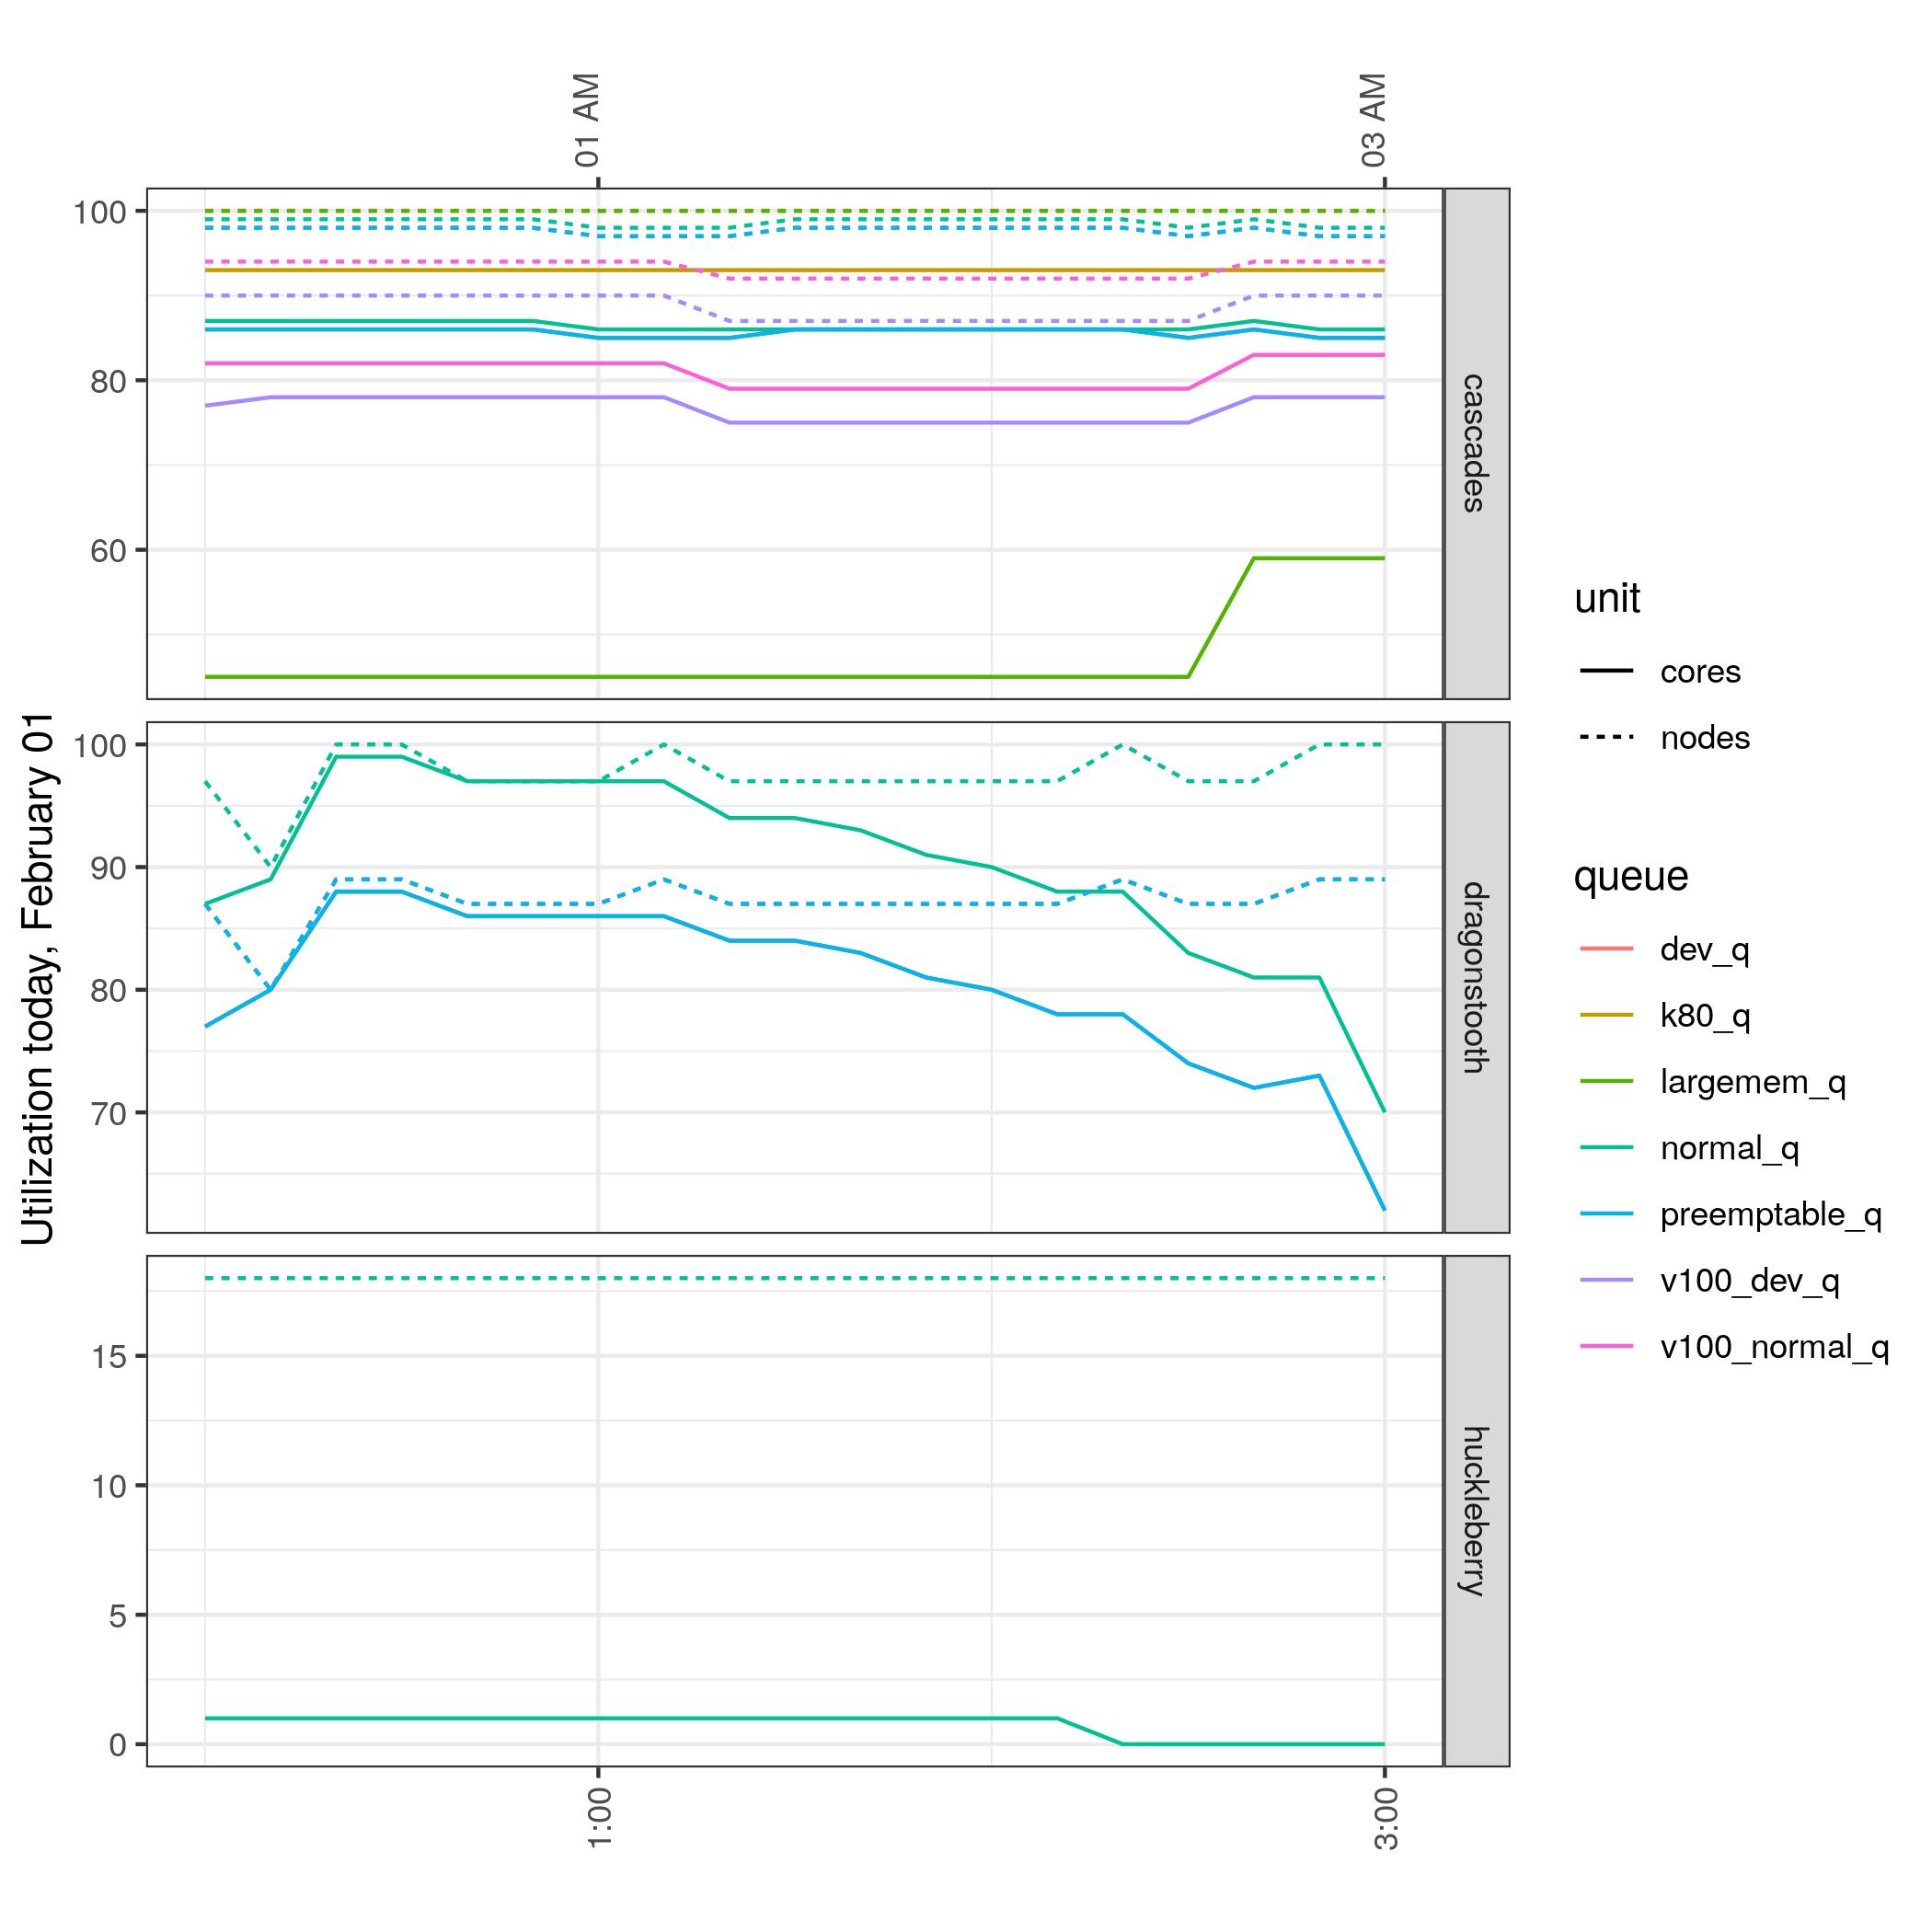 01 AM
03 AM
100
80
60
cascades
100
90
80
70
dragonstooth
15
10
5
0
huckleberry
1:00
3:00
Utilization today, February 01
unit
cores
nodes
queue
dev_q
k80_q
largemem_q
normal_q
preemptable_q
v100_dev_q
v100_normal_q